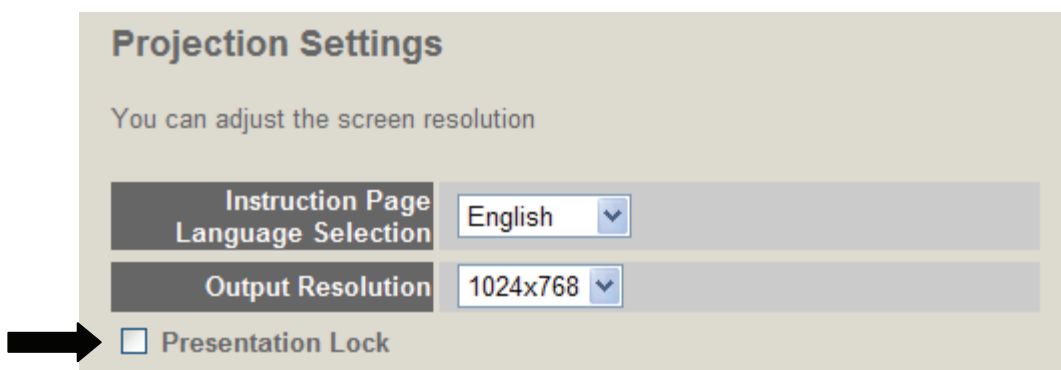 Projection Settings
You can adjust the screen resolution
Instruction Page
Language Selection
English
Output Resolution
1024x768
Presentation Lock